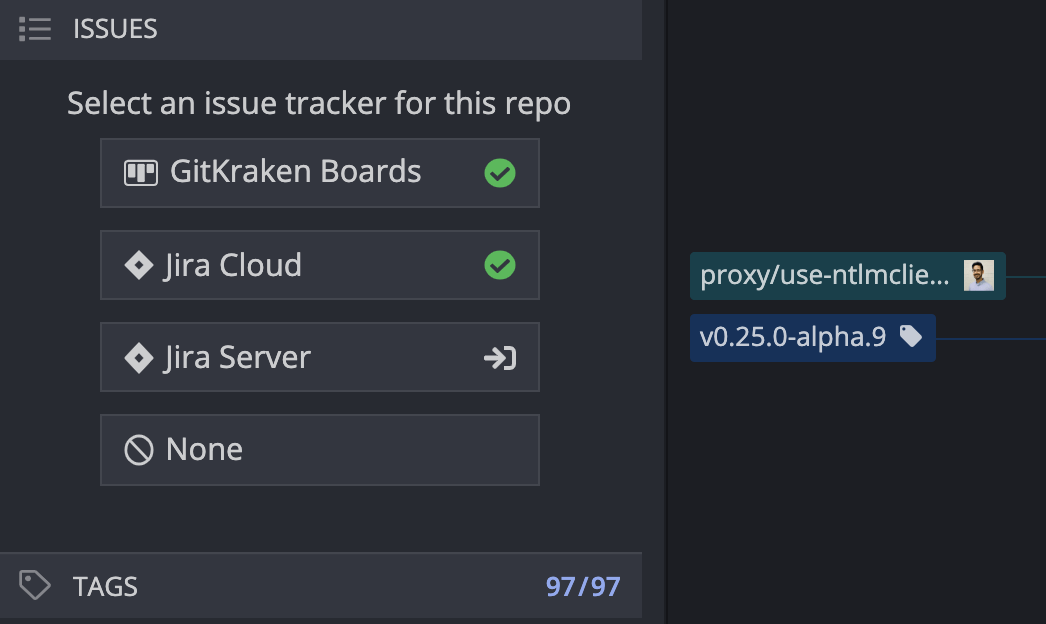 ISSUES
Select an issue tracker for this repo
GitKraken Boards
Jira Cloud
Jira Server
None
TAGS 97/97
proxy/use-ntlmclie...
v0.25.0-alpha.9